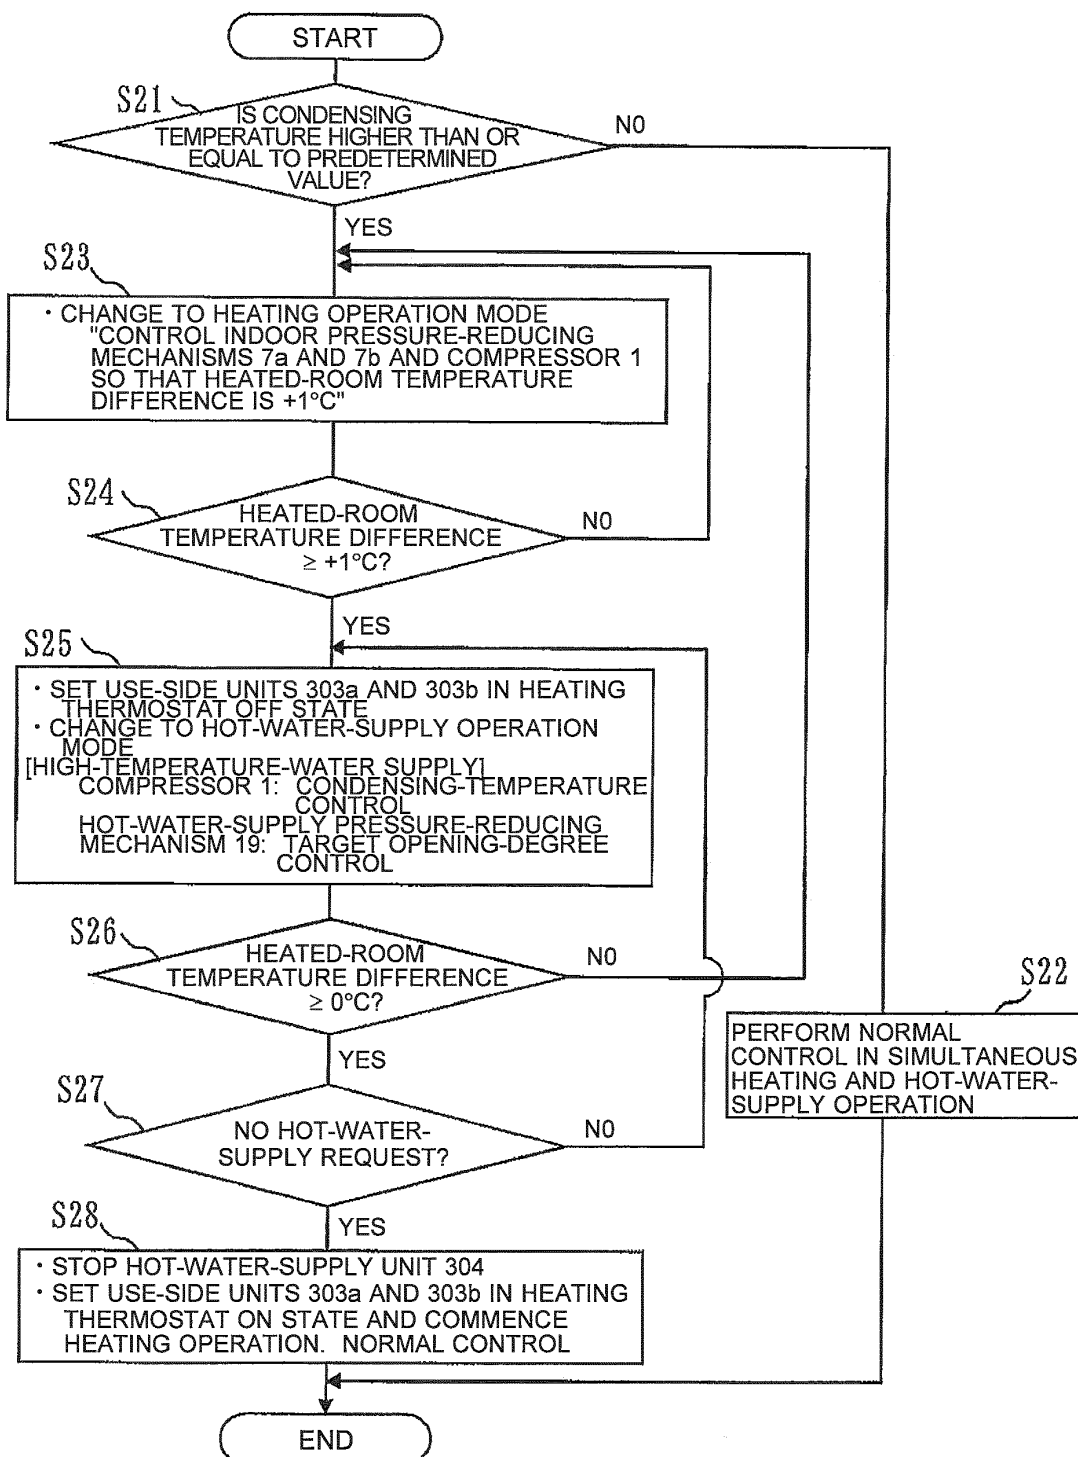 START
S21
IS CONDENSING
TEMPERATURE HIGHER THAN OR
EQUAL TO PREDETERMINED
VALUE?
NO
YES
S23
・CHANGE TO HEATING OPERATION MODE
"CONTROL INDOOR PRESSURE-REDUCING
MECHANISMS 7a AND 7b AND COMPRESSOR 1
SO THAT HEATED-ROOM TEMPERATURE
DIFFERENCE IS +1°C"
S24
HEATED-ROOM
TEMPERATURE DIFFERENCE
≥ +1°C?
NO
YES
S25
・SET USE-SIDE UNITS 303a AND 303b IN HEATING
THERMOSTAT OFF STATE
・CHANGE TO HOT-WATER-SUPPLY OPERATION
MODE
[HIGH-TEMPERATURE-WATER SUPPLY]
COMPRESSOR 1: CONDENSING-TEMPERATURE
CONTROL
HOT-WATER-SUPPLY PRESSURE-REDUCING
MECHANISM 19: TARGET OPENING-DEGREE
CONTROL
S26
HEATED-ROOM
TEMPERATURE DIFFERENCE
≥ 0°C?
NO
YES
S22
PERFORM NORMAL
CONTROL IN SIMULTANEOUS
HEATING AND HOT-WATER-
SUPPLY OPERATION
S27
NO HOT-WATER-
SUPPLY REQUEST?
NO
YES
S28
・STOP HOT-WATER-SUPPLY UNIT 304
・SET USE-SIDE UNITS 303a AND 303b IN HEATING
THERMOSTAT ON STATE AND COMMENCE
HEATING OPERATION. NORMAL CONTROL
END